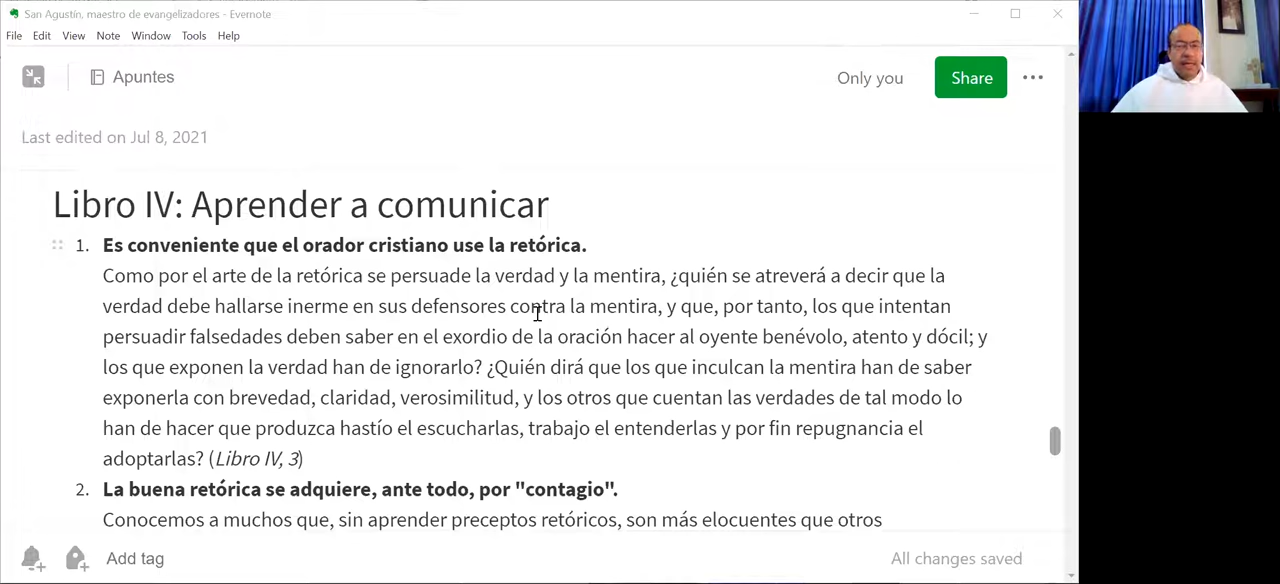 San Agustín, maestro de evangelizadores - Evernote
File Edit View Note Window Tools Help
Apuntes
Only you
Share
Last edited on Jul 8, 2021
Libro IV: Aprender a comunicar
1. Es conveniente que el orador cristiano use la retórica.
Como por el arte de la retórica se persuade la verdad y la mentira, ¿quién se atreverá a decir que la
verdad debe hallarse inerme en sus defensores contra la mentira, y que, por tanto, los que intentan
persuadir falsedades deben saber en el exordio de la oración hacer al oyente benévolo, atento y dócil; y
los que exponen la verdad han de ignorarlo? ¿Quién dirá que los que inculcan la mentira han de saber
exponerla con brevedad, claridad, verosimilitud, y los otros que cuentan las verdades de tal modo lo
han de hacer que produzca hastío el escucharlas, trabajo el entenderlas y por fin repugnancia el
adoptarlas? (Libro IV, 3)
2. La buena retórica se adquiere, ante todo, por "contagio".
Conocemos a muchos que, sin aprender preceptos retóricos, son más elocuentes que otros
Add tag
All changes saved